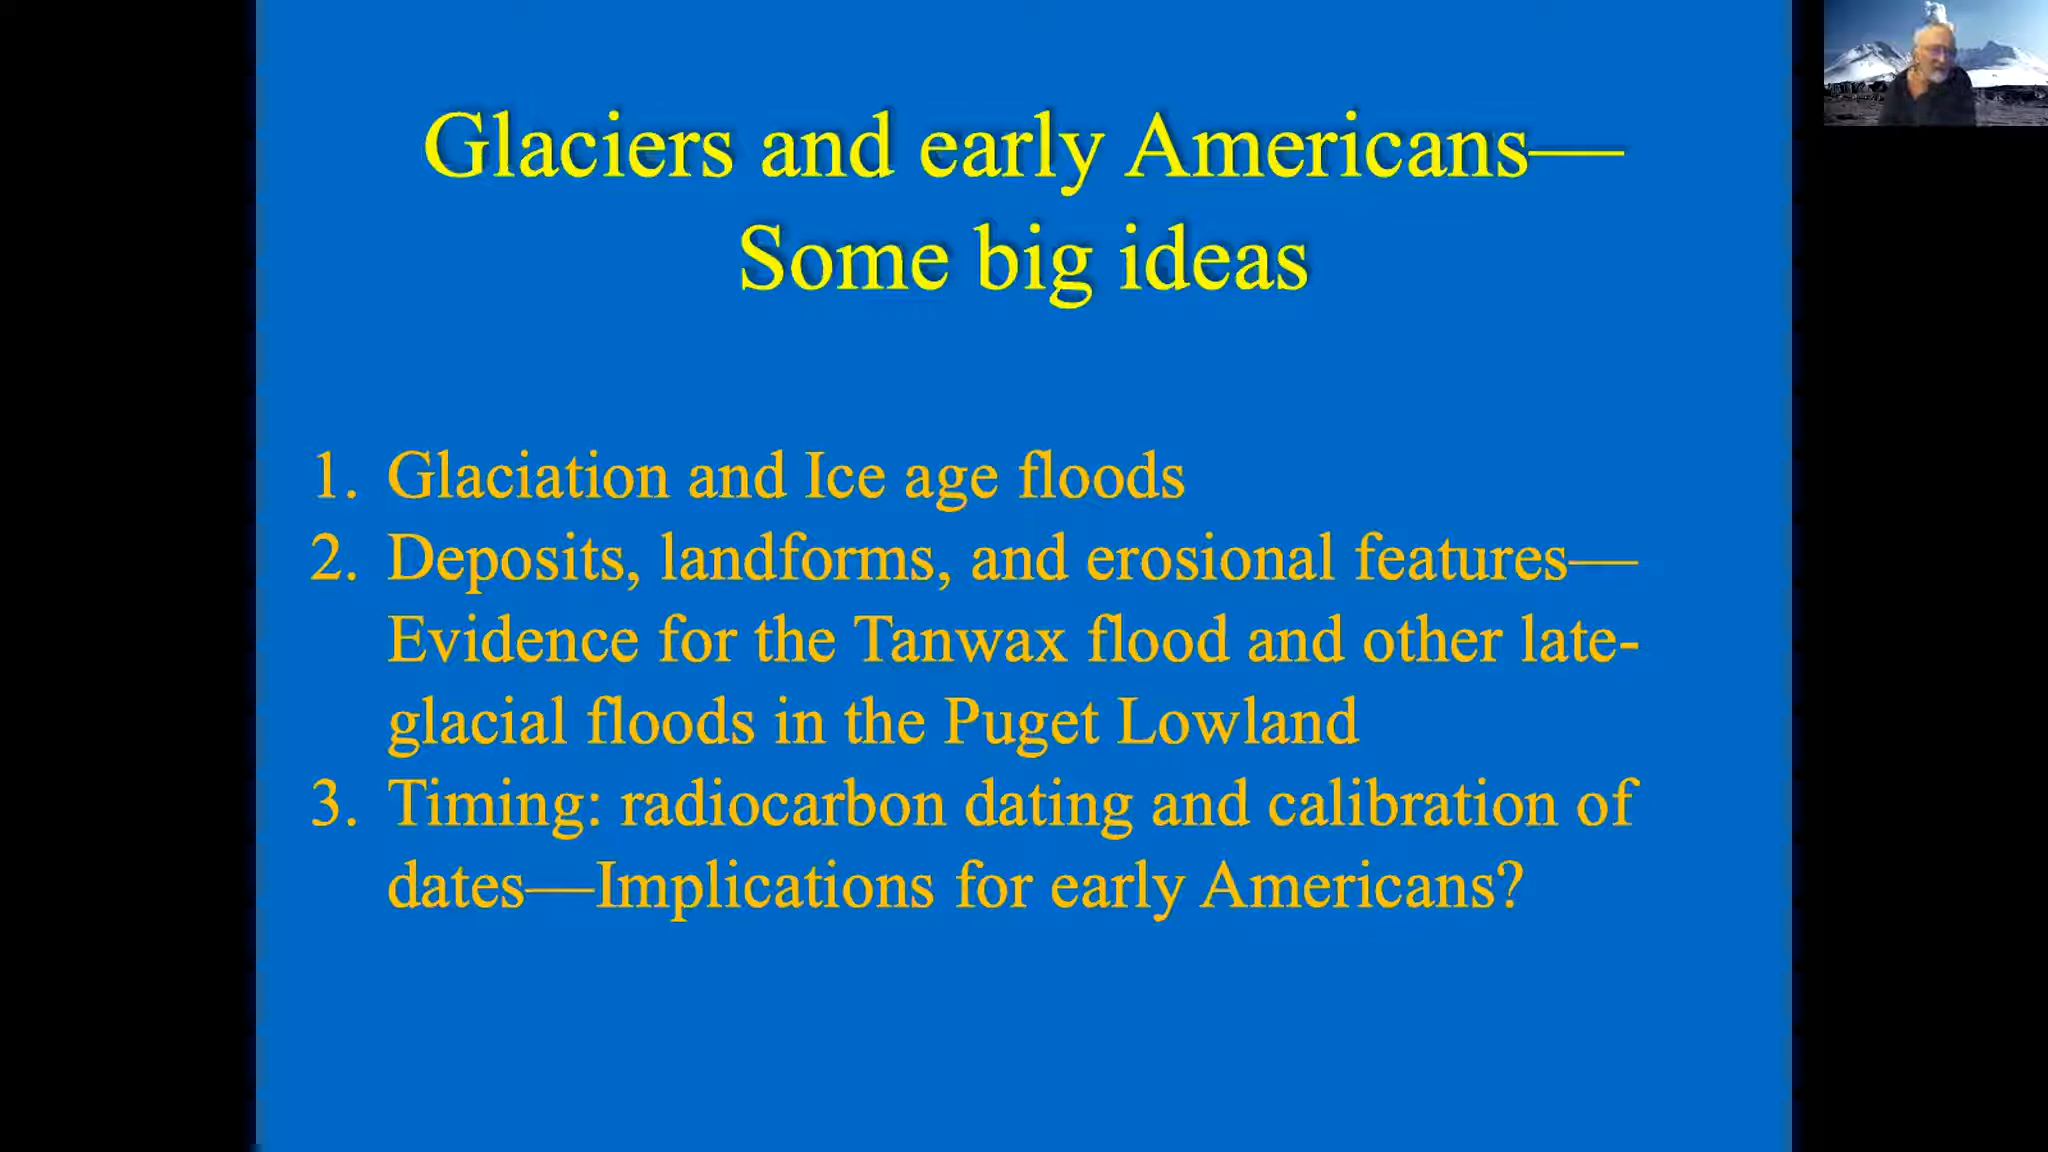 Glaciers and early Americans—
Some big ideas
1. Glaciation and Ice age floods
2. Deposits, landforms, and erosional features—
Evidence for the Tanwax flood and other late-
glacial floods in the Puget Lowland
3. Timing: radiocarbon dating and calibration of
dates—Implications for early Americans?